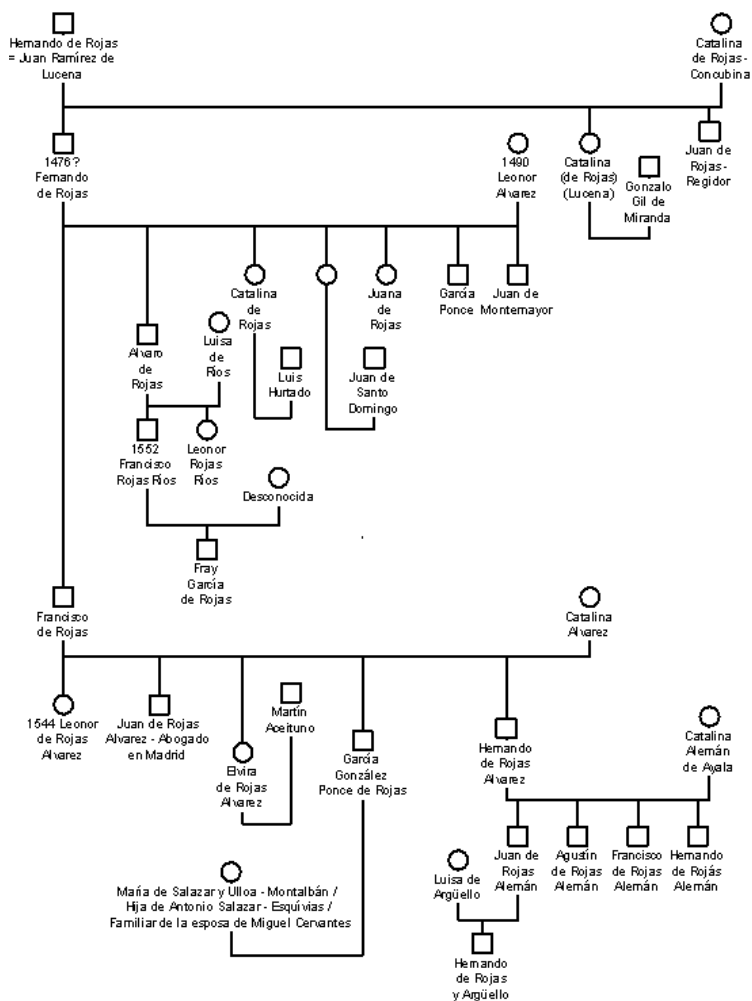 Hernando de Rojas
= Juan Ramírez de
Lucena
Catalina
de Rojas-
Concubina
1476?
Fernando
de Rojas
1490
Leonor
Alvarez
Catalina
(de Rojas)
(Lucena)
Gonzalo
Gil de
Miranda
Juan de
Rojas-
Regidor
Alvaro
de
Rojas
Luisa
de
Ríos
Catalina
de
Rojas
Luis
Hurtado
Juan de
Santo
Domingo
Juana
de
Rojas
García
Ponce
Juan de
Montemayor
1552
Francisco
Rojas Ríos
Leonor
Rojas
Ríos
Desconocida
Fray
García
de Rojas
Francisco
de Rojas
Catalina
Alvarez
1544 Leonor
de Rojas
Alvarez
Juan de Rojas
Alvarez - Abogado
en Madrid
Elvira
de Rojas
Alvarez
Martín
Aceituno
García
González
Ponce de Rojas
Hernando
de Rojas
Alvarez
Catalina
Alemán
de Ayala
María de Salazar y Ulloa - Montalbán /
Hija de Antonio Salazar - Esquívias /
Familiar de la esposa de Miguel Cervantes
Luisa de
Argüello
Juan de
Rojas
Alemán
Agustín
de Rojas
Alemán
Francisco
de Rojas
Alemán
Hernando
de Rojas
Alemán
Hernando
de Rojas
y Argüello